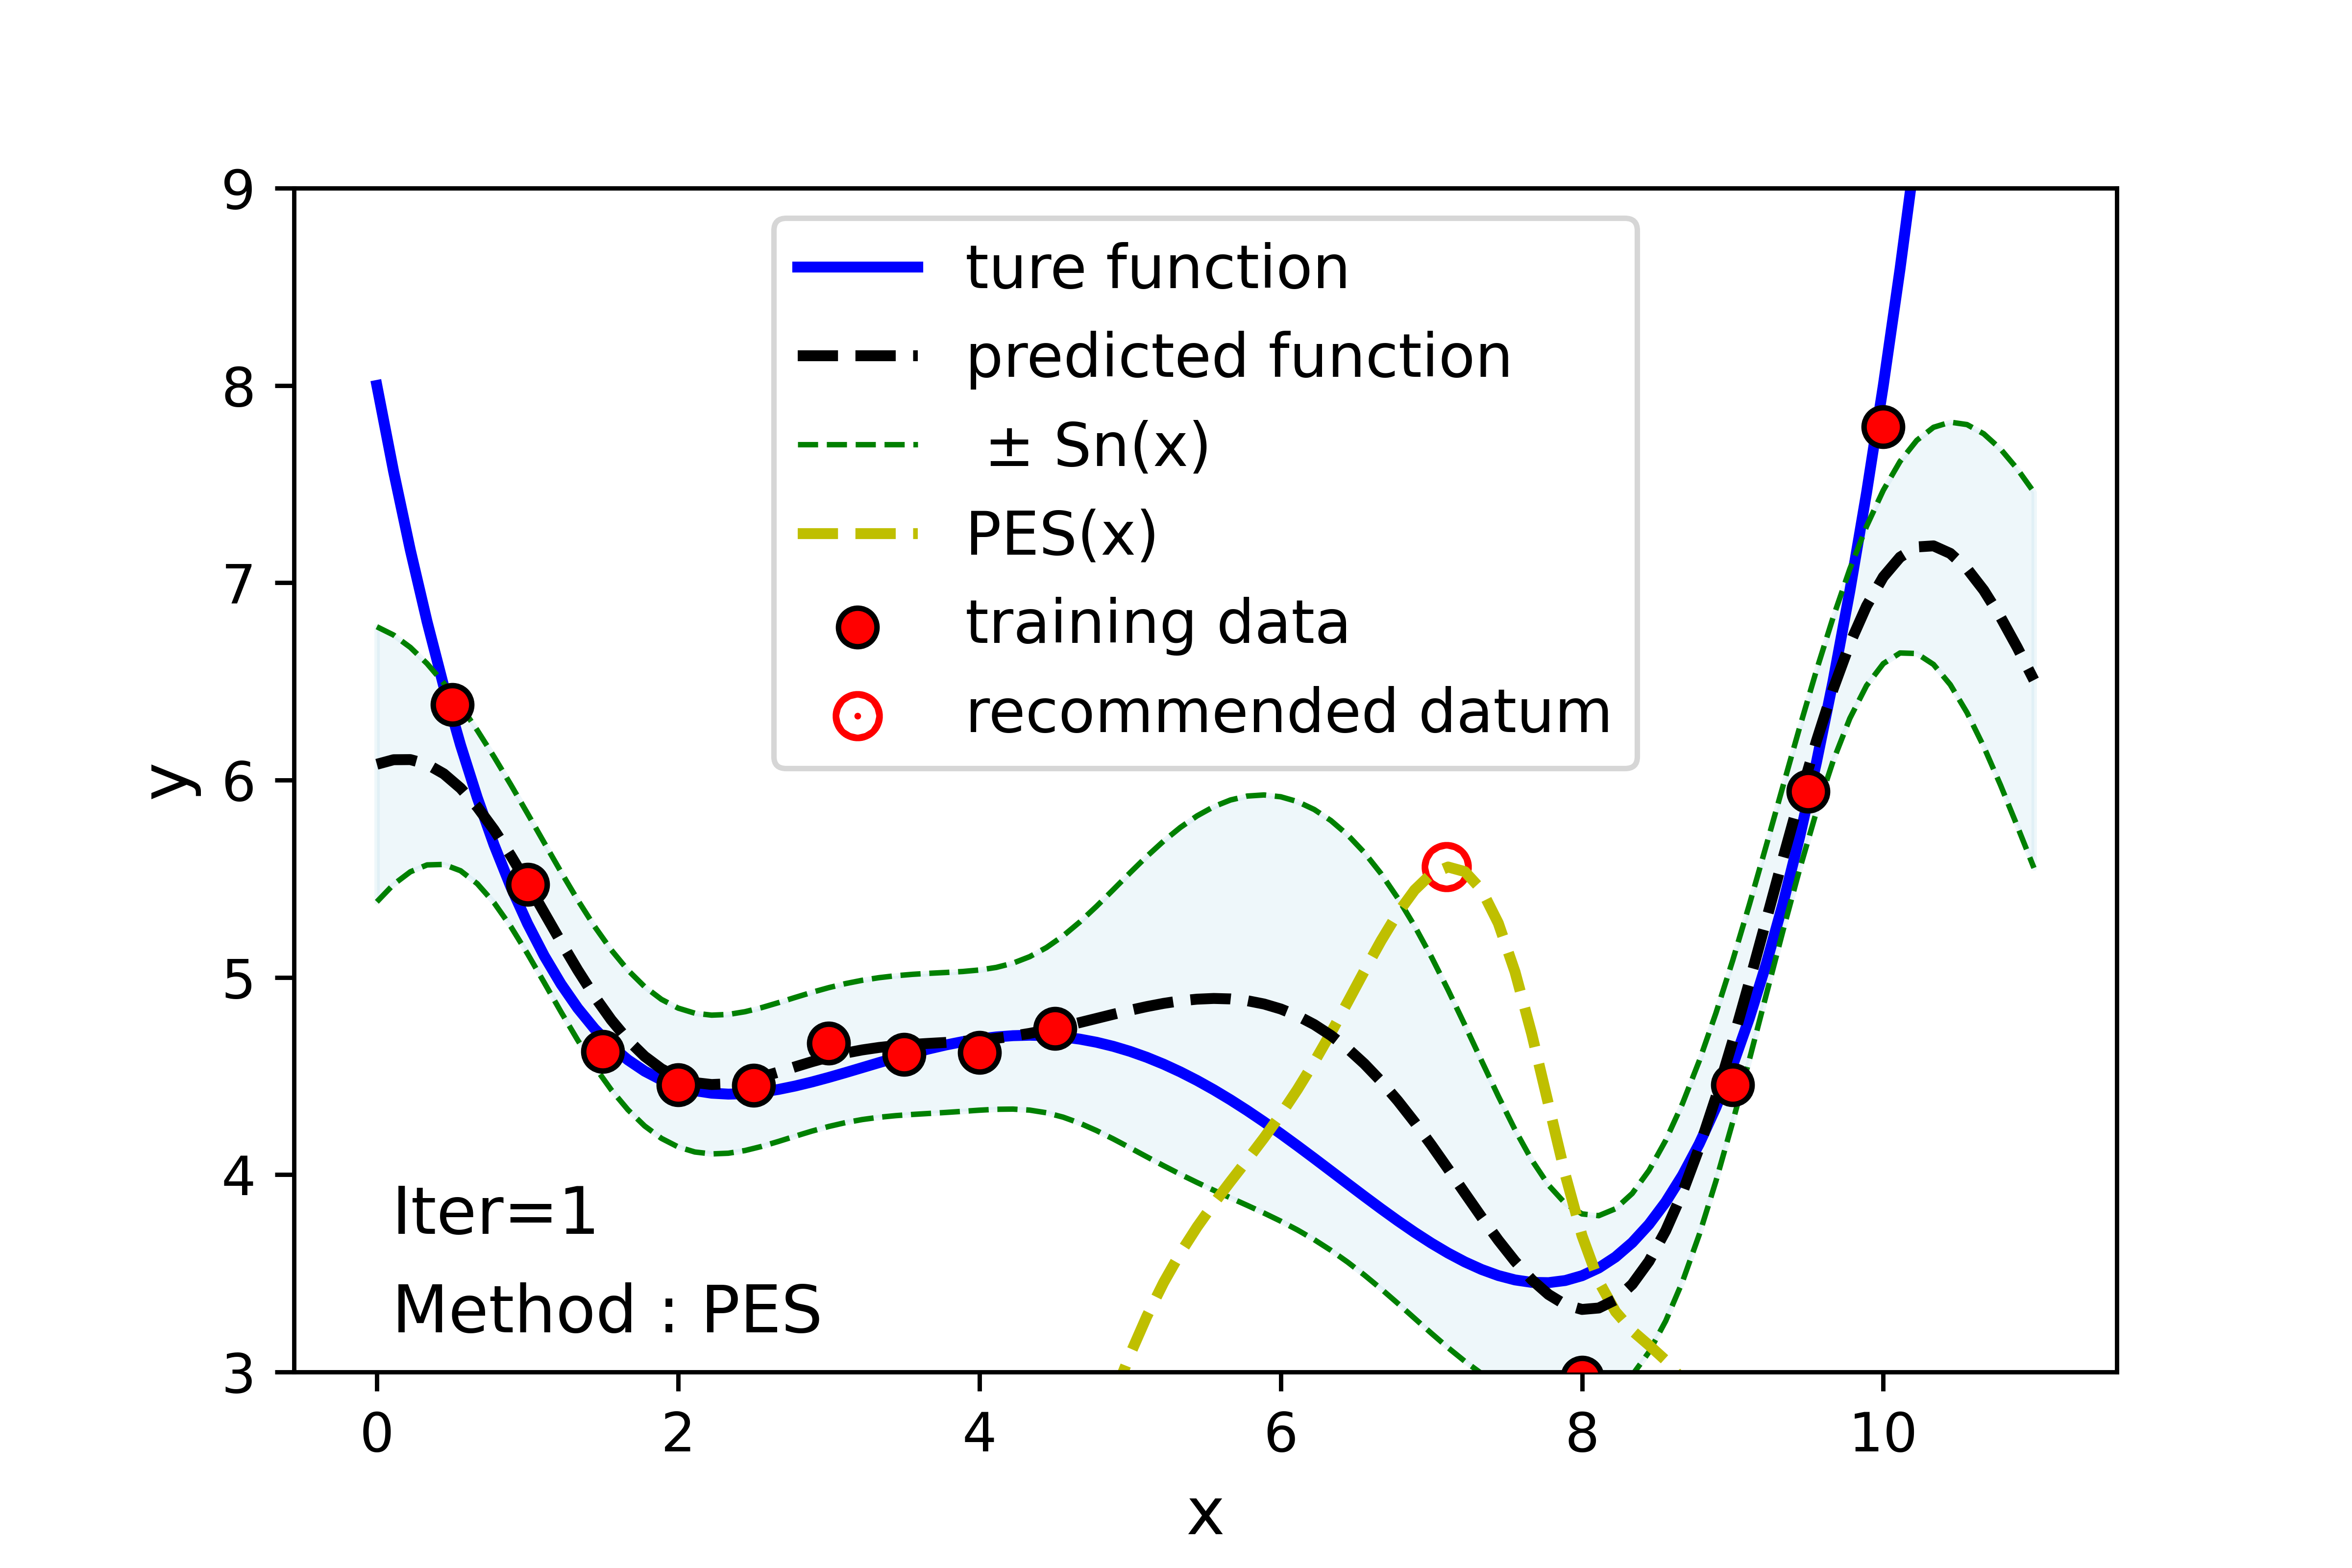 9
8
7
6
5
4
3
y
ture function
predicted function
± Sn(x)
PES(x)
training data
recommended datum
Iter=1
Method : PES
0 2 4 6 8 10
x